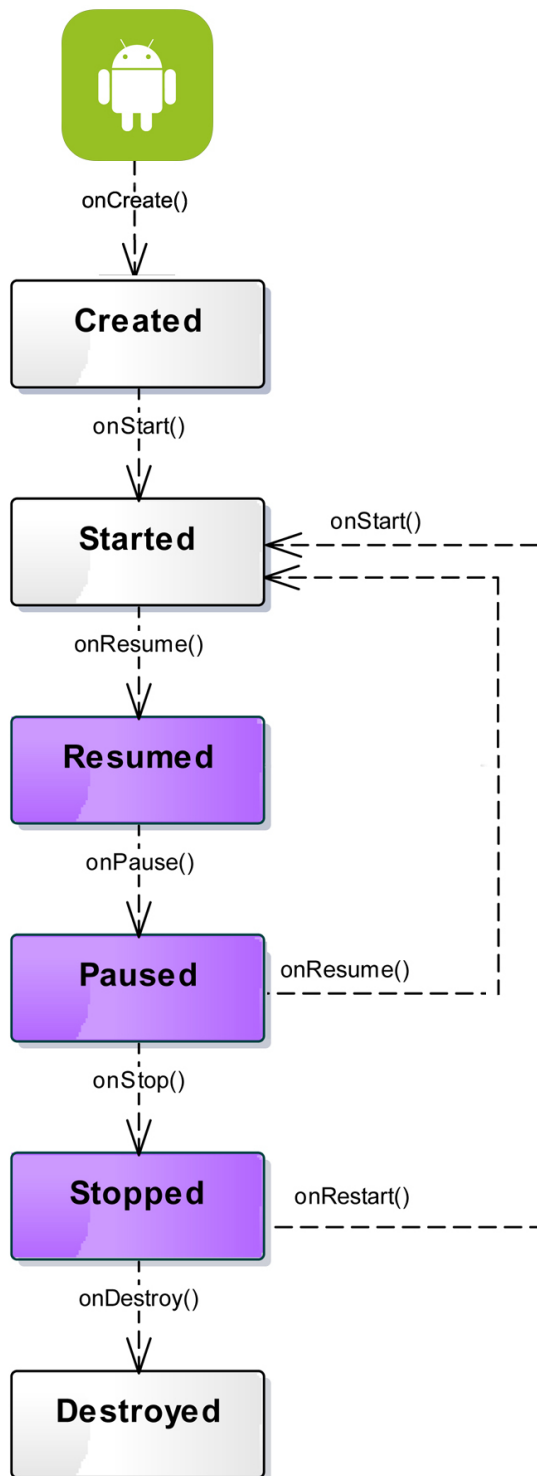 onCreate()
Created
onStart()
Started
onStart()
onResume()
Resumed
onPause()
Paused
onResume()
onStop()
Stopped
onRestart()
onDestroy()
Destroyed